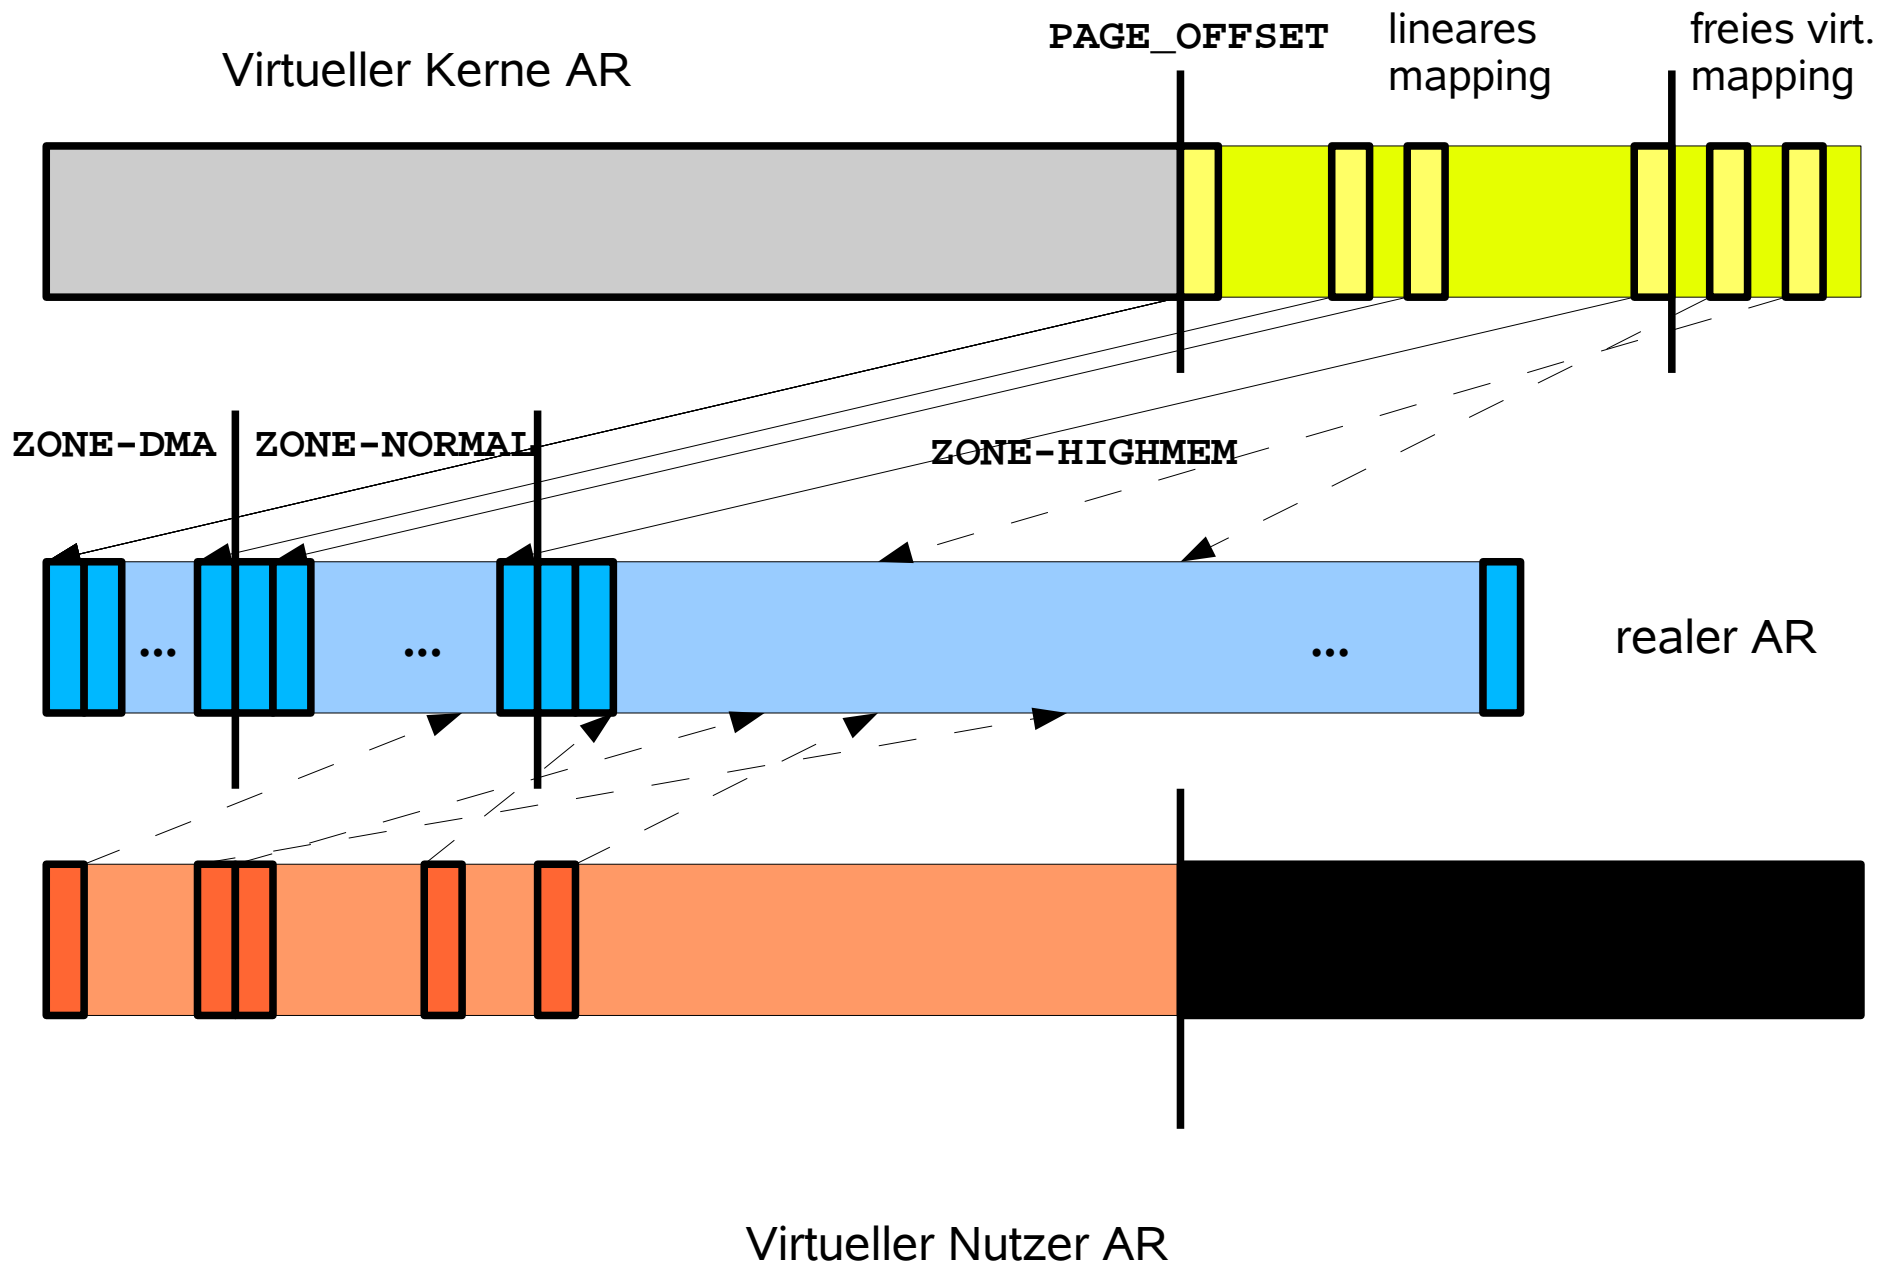 Virtueller Kerne AR
PAGE_OFFSET
lineares
mapping
freies virt.
mapping
ZONE-DMA
ZONE-NORMAL
ZONE-HIGHMEM
...
...
...
realer AR
Virtueller Nutzer AR